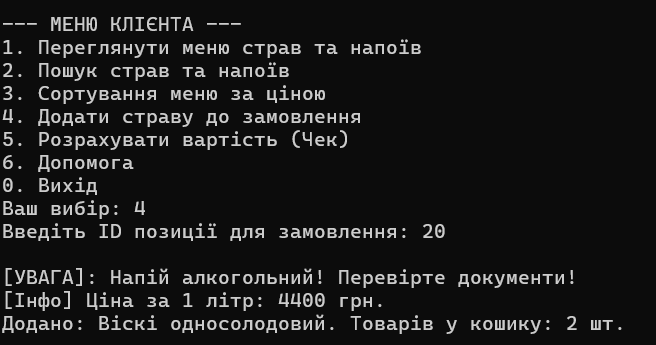 --- МЕНЮ КЛІЄНТА ---
1. Переглянути меню страв та напоїв
2. Пошук страв та напоїв
3. Сортування меню за ціною
4. Додати страву до замовлення
5. Розрахувати вартість (Чек)
6. Допомога
0. Вихід
Ваш вибір: 4
Введіть ID позиції для замовлення: 20

[УВАГА]: Напій алкогольний! Перевірте документи!
[Інфо] Ціна за 1 літр: 4400 грн.
Додано: Віскі односолодовий. Товарів у кошику: 2 шт.